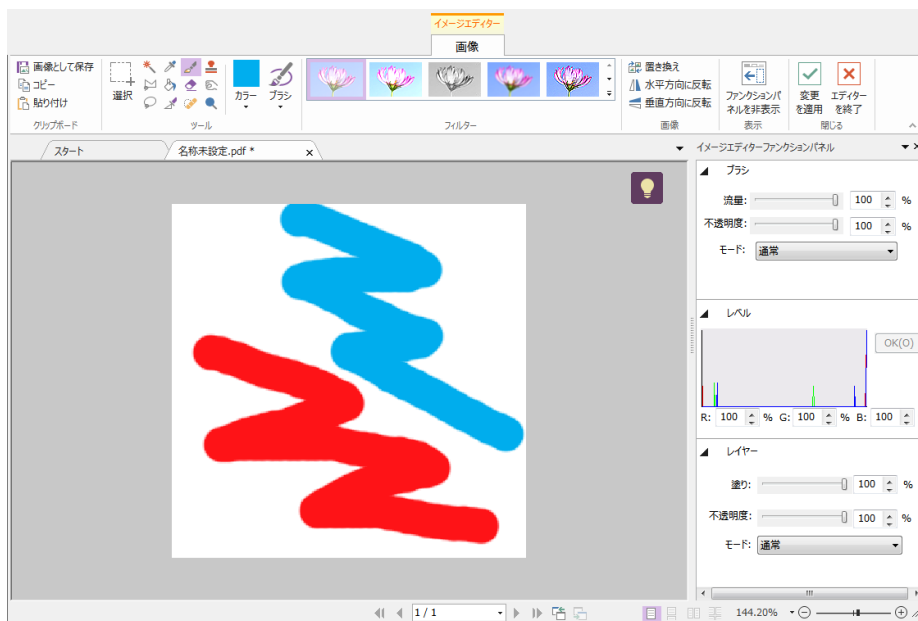 イメージエディター
画像
画像として保存
コピー
貼り付け
クリップボード
選択
ツール
カラー
ブラシ
フィルター
置き換え
水平方向に反転
垂直方向に反転
画像
ファンクションパ
ネルを非表示
表示
変更
を適用
エディター
を終了
閉じる
スタート
名称未設定.pdf *
x
イメージエディターファンクションパネル
ブラシ
流量: 100 %
不透明度: 100 %
モード: 通常
レベル
OK(O)
R: 100 % G: 100 % B: 100
レイヤー
塗り: 100 %
不透明度: 100 %
モード: 通常
1 / 1
144.20%